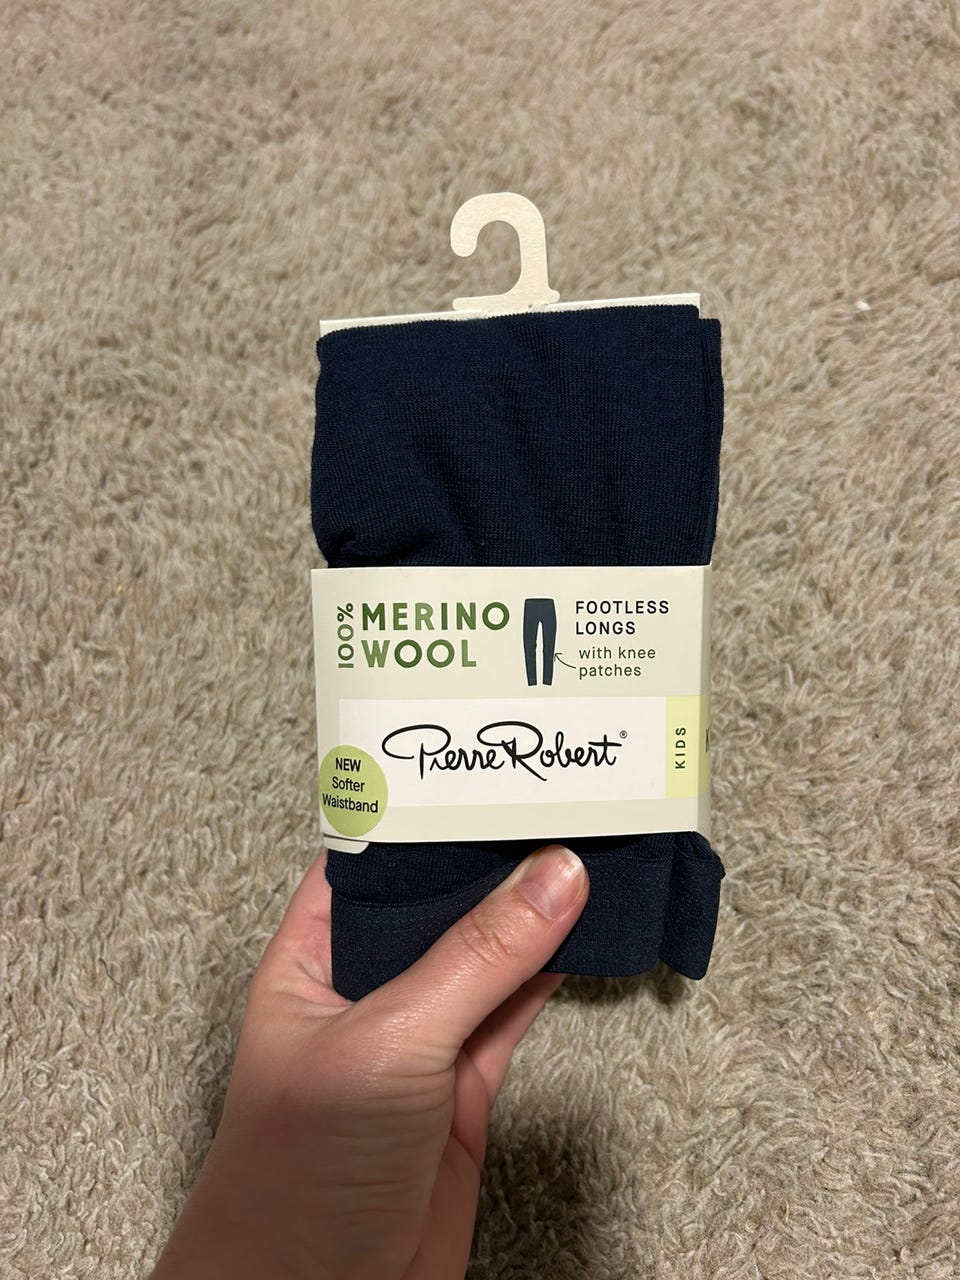 100% MERINO
WOOL
FOOTLESS
LONGS
with knee
patches
PierreRobert®
KIDS
NEW
Softer
Waistband